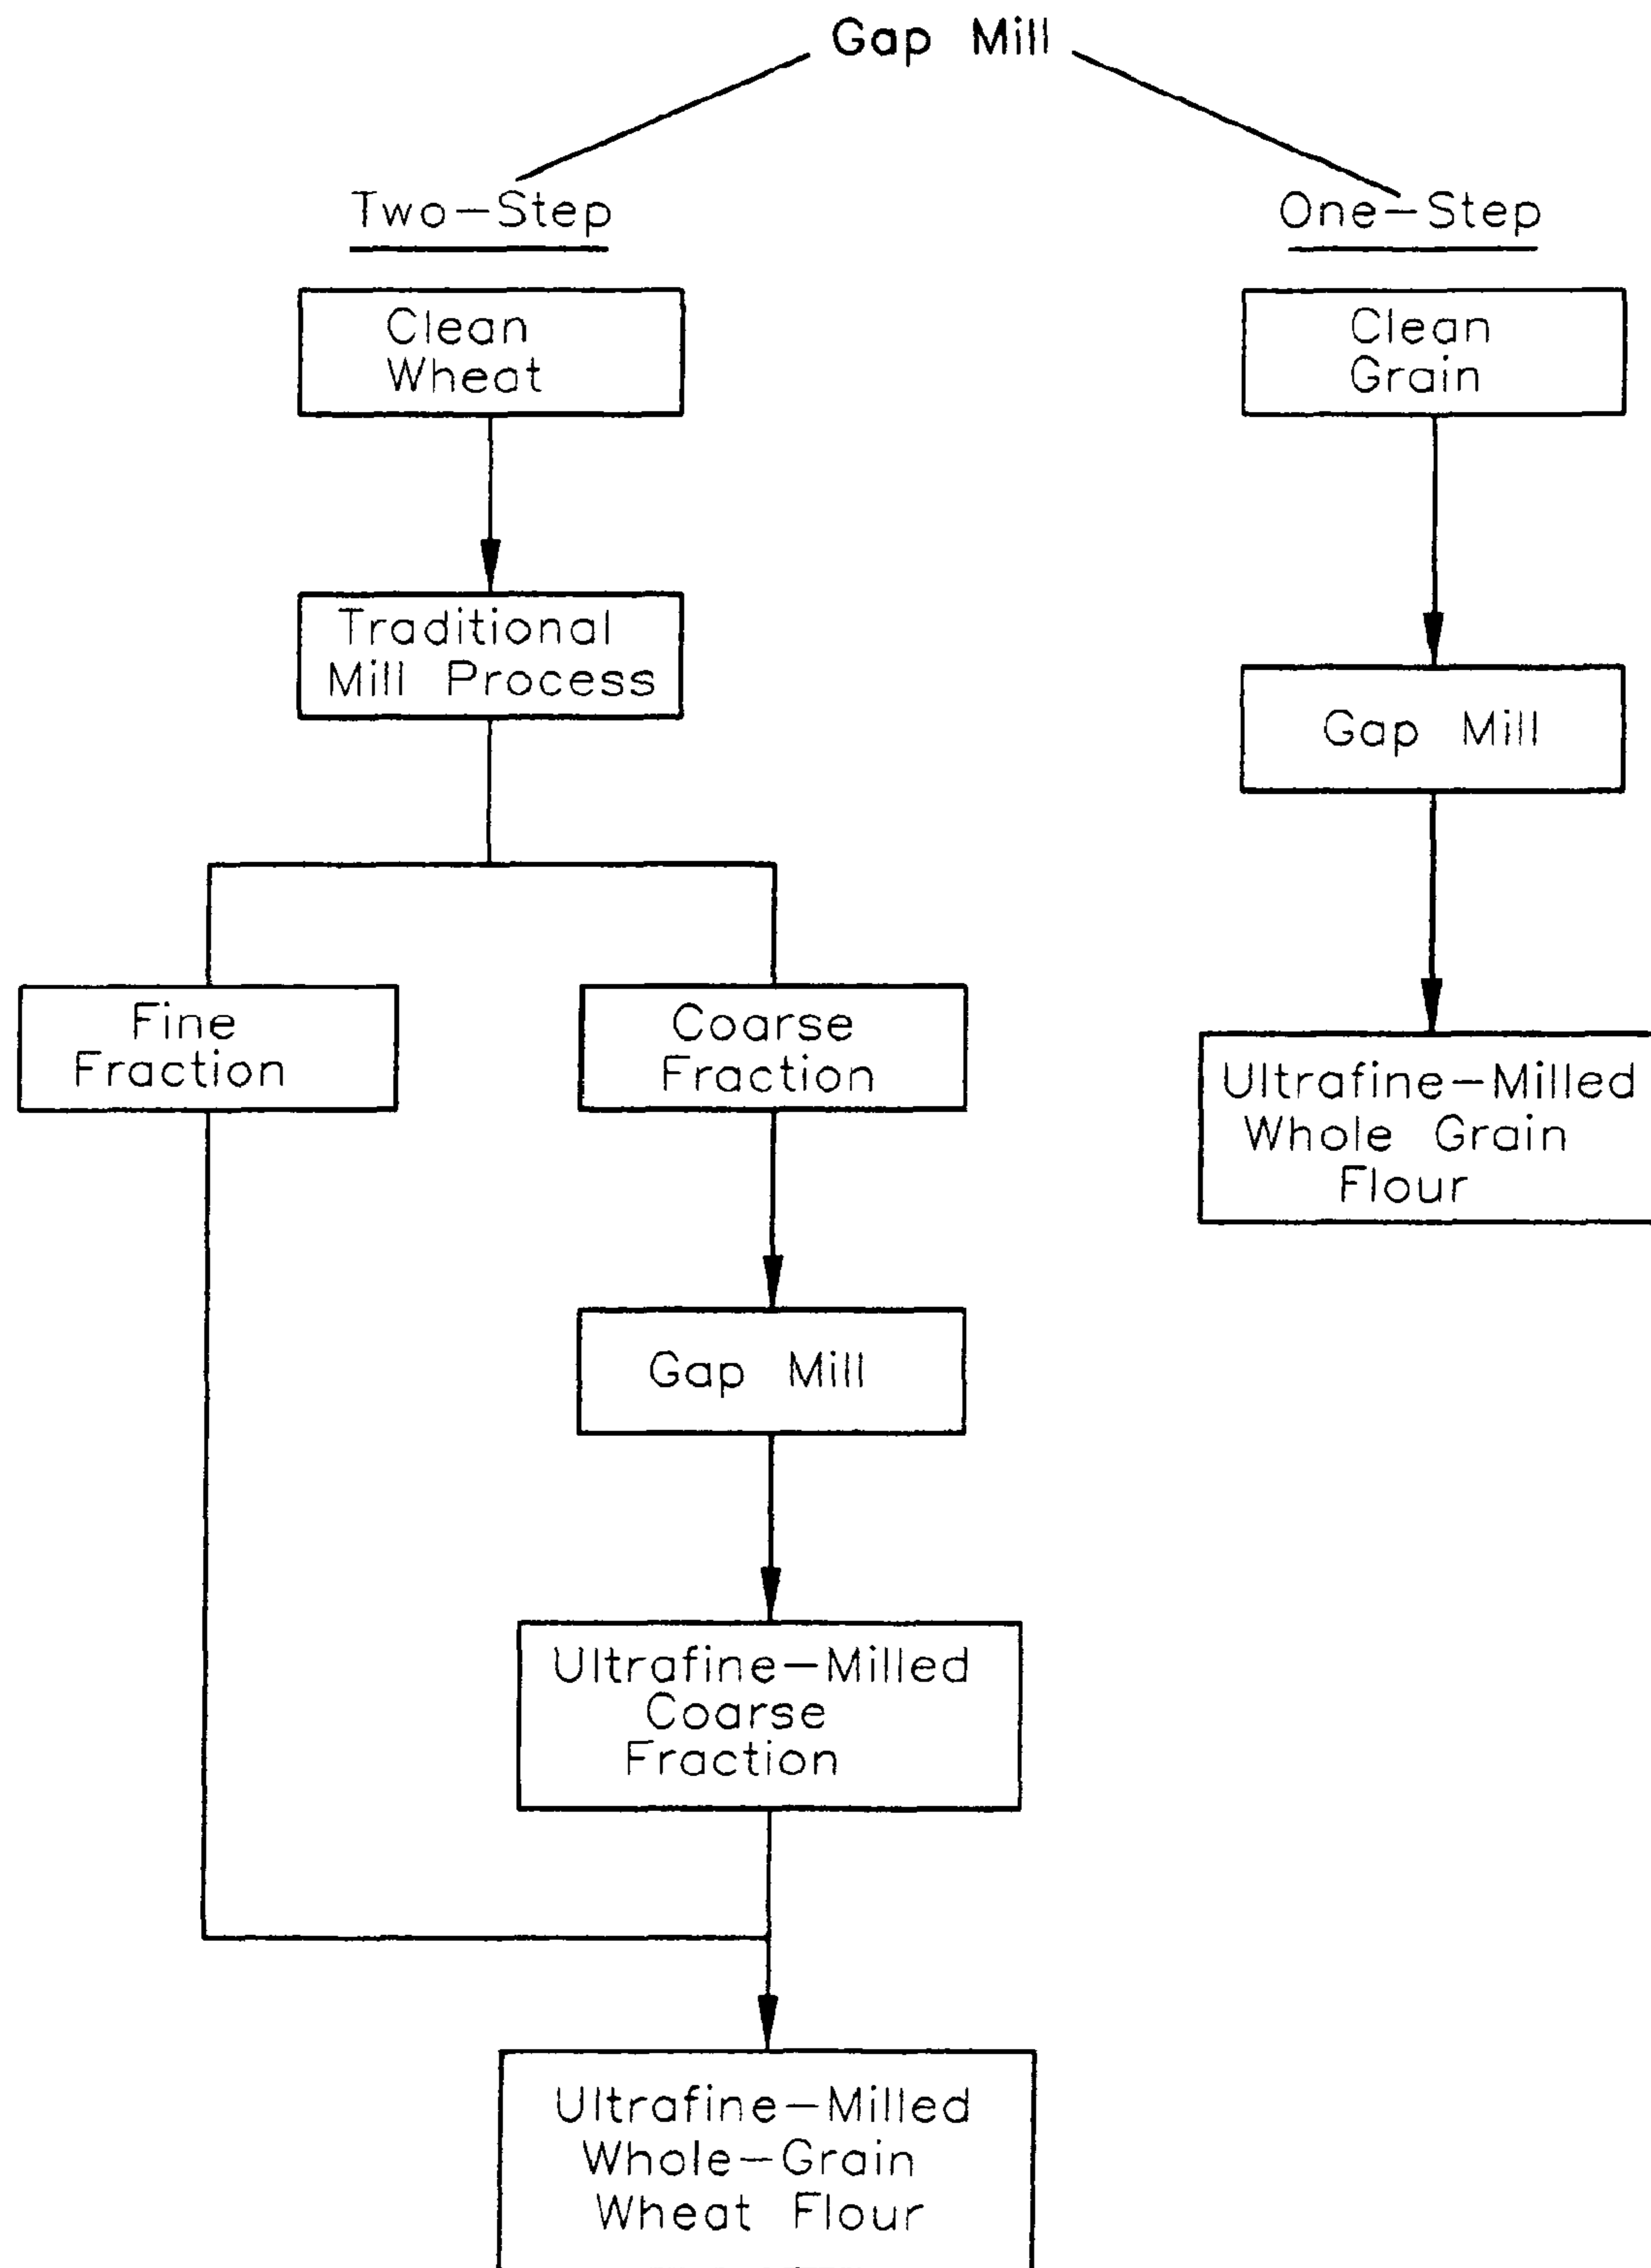 Gap Mill
Two-Step
One-Step
Clean
Wheat
Clean
Grain
Traditional
Mill Process
Gap Mill
Fine
Fraction
Coarse
Fraction
Ultrafine-Milled
Whole Grain
Flour
Gap Mill
Ultrafine-Milled
Coarse
Fraction
Ultrafine-Milled
Whole-Grain
Wheat Flour